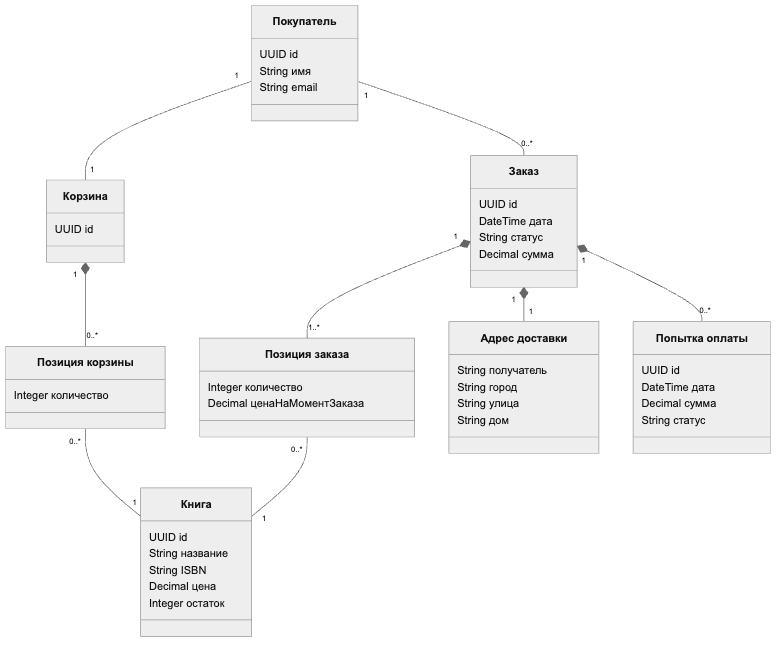 Покупатель
UUID id
String имя
String email
1
1
1
0..*
Корзина
UUID id
Заказ
UUID id
DateTime дата
String статус
Decimal сумма
1
0..*
1
1..*
1
1
1
0..*
Позиция корзины
Integer количество
Позиция заказа
Integer количество
Decimal ценаНаМоментЗаказа
Адрес доставки
String получатель
String город
String улица
String дом
Попытка оплаты
UUID id
DateTime дата
Decimal сумма
String статус
0..*
1
0..*
1
Книга
UUID id
String название
String ISBN
Decimal цена
Integer остаток